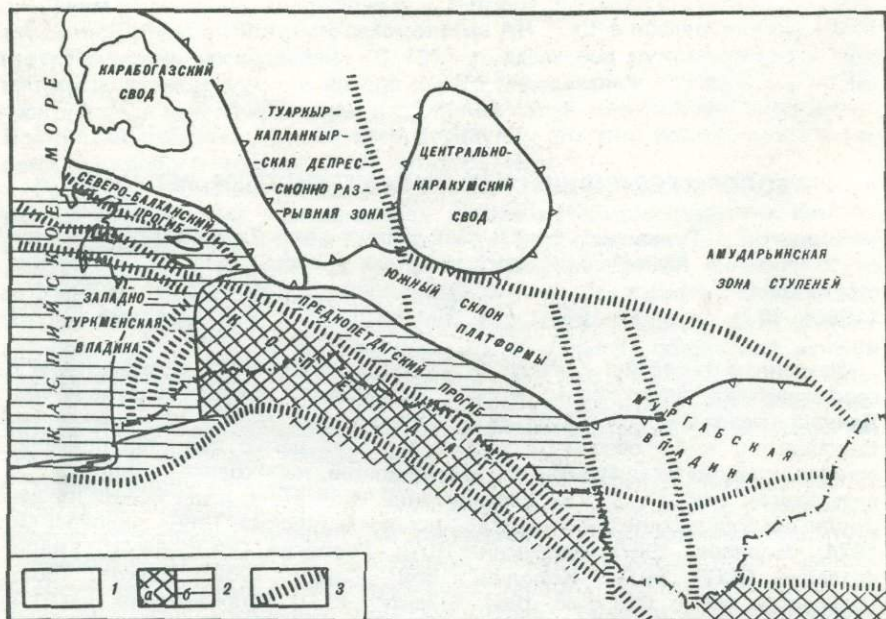 КАРАБОГАЗСКИЙ
СВОД
КАСПИЙСКОЕ МОРЕ
ТУАРКЫР-
КАПЛАНКЫР-
СКАЯ ДЕПРЕС-
СИОННО РАЗ-
РЫВНАЯ ЗОНА
ЦЕНТРАЛЬНО-
КАРАКУМСКИЙ
СВОД
СЕВЕРО-БАЛХАНСКИЙ
ПРОГИБ
АМУДАРЬИНСКАЯ
ЗОНА СТУПЕНЕЙ
ЮЖНЫЙ СКЛОН
ПЛАТФОРМЫ
ЗАПАДНО
ТУРКМЕНСКАЯ
ВПАДИНА
ПРЕДКОПЕТДАГСКИЙ ПРОГИБ
МУРГАБСКАЯ
ВПАДИНА
1
а б 2
3